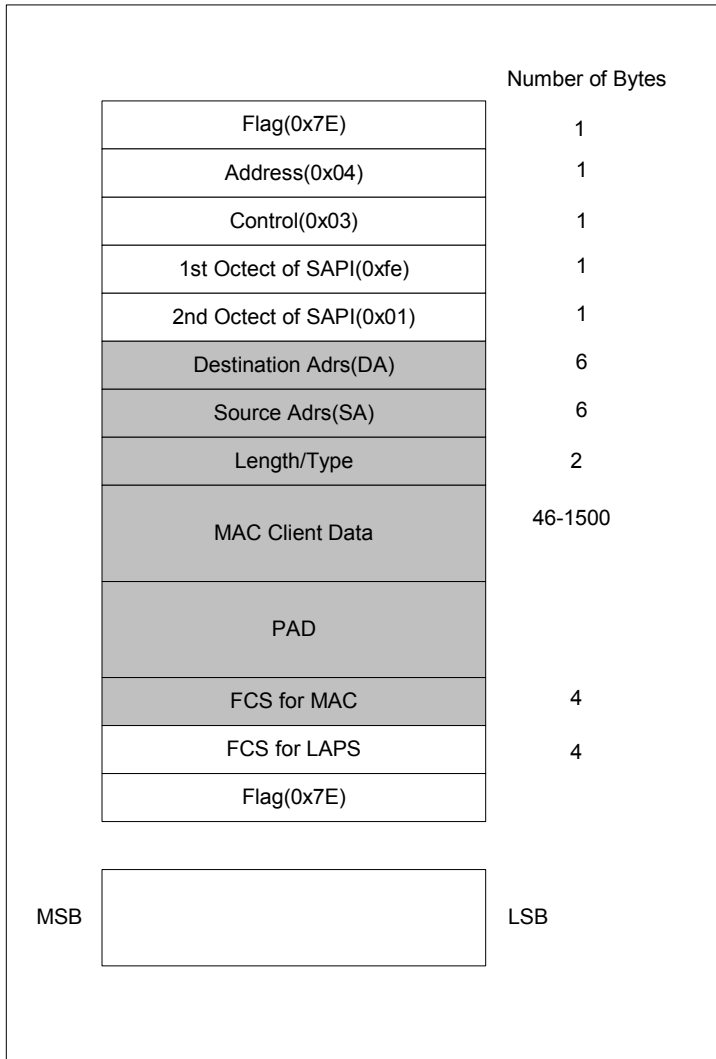 Number of Bytes
Flag(0x7E) 1
Address(0x04) 1
Control(0x03) 1
1st Octect of SAPI(0xfe) 1
2nd Octect of SAPI(0x01) 1
Destination Adrs(DA) 6
Source Adrs(SA) 6
Length/Type 2
MAC Client Data 46-1500
PAD
FCS for MAC 4
FCS for LAPS 4
Flag(0x7E)
MSB LSB